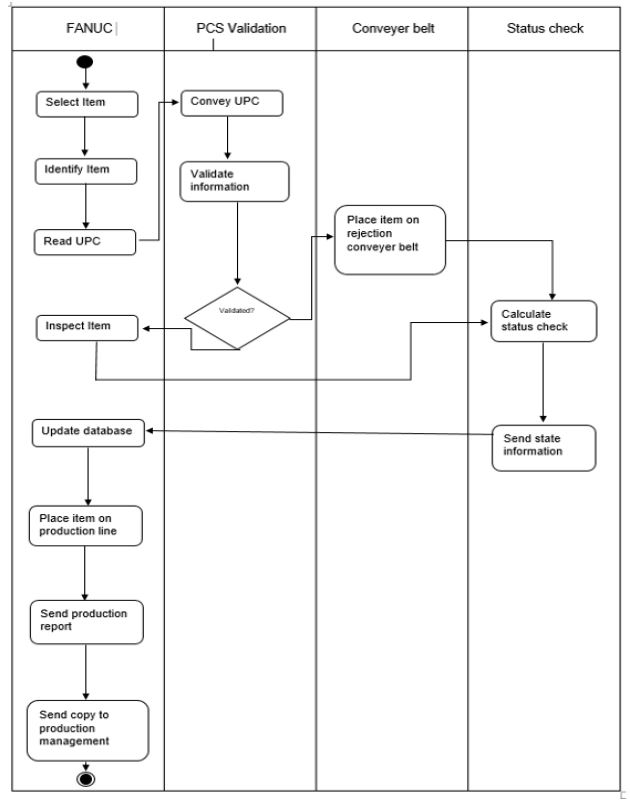 FANUC
PCS Validation
Conveyer belt
Status check
Select Item
Convey UPC
Identify Item
Validate
information
Read UPC
Place item on
rejection
conveyer belt
Validated?
Inspect Item
Calculate
status check
Update database
Send state
information
Place item on
production line
Send production
report
Send copy to
production
management